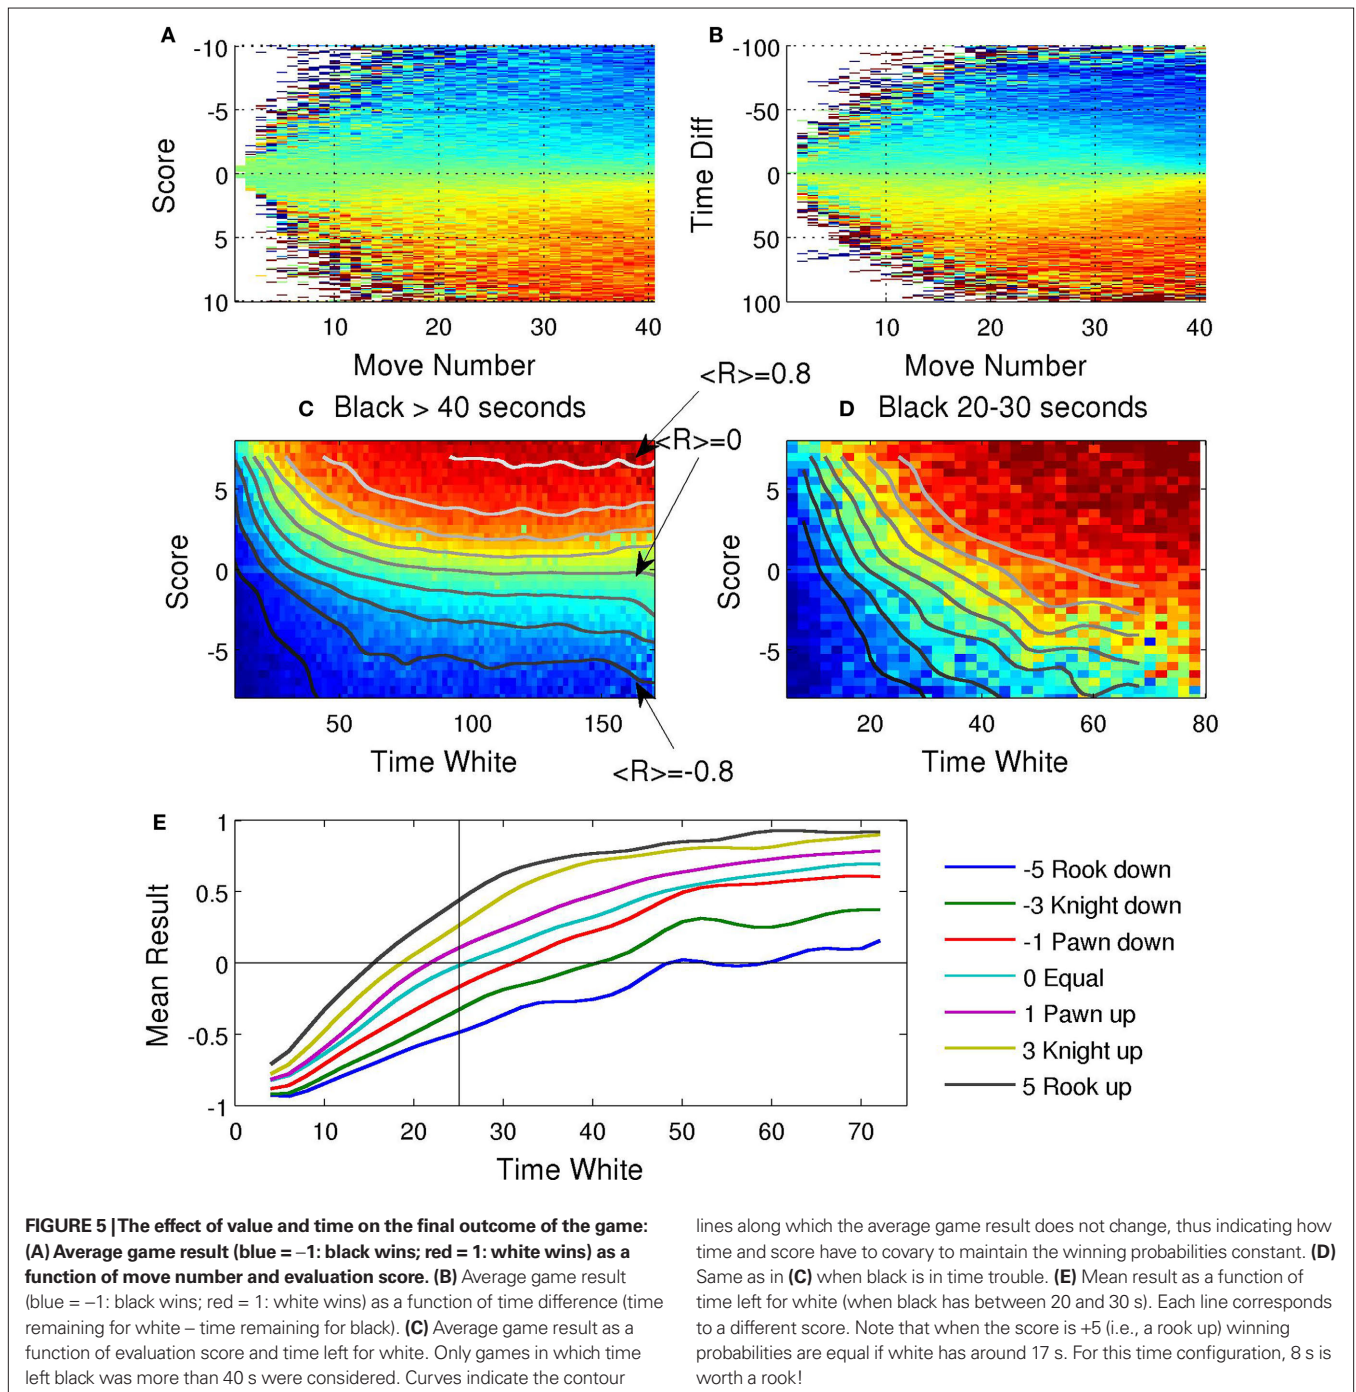 A
-10
-5
0
5
10
Score
10
20
30
40
Move Number
B
-100
-50
0
50
100
Time Diff
10
20
30
40
Move Number
<R>=0.8
<R>=0
<R>=-0.8
C Black > 40 seconds
5
0
-5
Score
50
100
150
Time White
D Black 20-30 seconds
5
0
-5
Score
20
40
60
80
Time White
E
1
0.5
0
-0.5
-1
Mean Result
0
10
20
30
40
50
60
70
Time White
-5 Rook down
-3 Knight down
-1 Pawn down
0 Equal
1 Pawn up
3 Knight up
5 Rook up
FIGURE 5 | The effect of value and time on the final outcome of the game:
(A) Average game result (blue = −1: black wins; red = 1: white wins) as a
function of move number and evaluation score. (B) Average game result
(blue = −1: black wins; red = 1: white wins) as a function of time difference (time
remaining for white – time remaining for black). (C) Average game result as a
function of evaluation score and time left for white. Only games in which time
left black was more than 40 s were considered. Curves indicate the contour
lines along which the average game result does not change, thus indicating how
time and score have to covary to maintain the winning probabilities constant. (D)
Same as in (C) when black is in time trouble. (E) Mean result as a function of
time left for white (when black has between 20 and 30 s). Each line corresponds
to a different score. Note that when the score is +5 (i.e., a rook up) winning
probabilities are equal if white has around 17 s. For this time configuration, 8 s is
worth a rook!